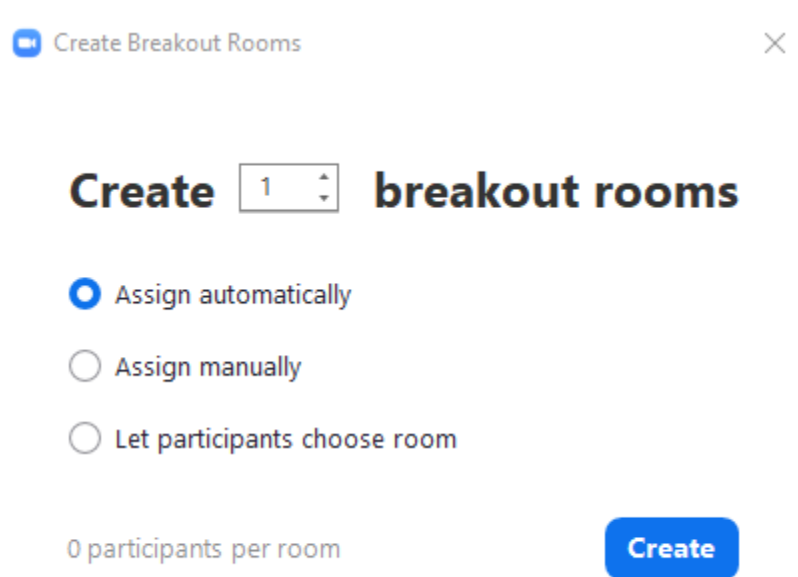 Create Breakout Rooms
Create 1 breakout rooms
Assign automatically
Assign manually
Let participants choose room
0 participants per room Create